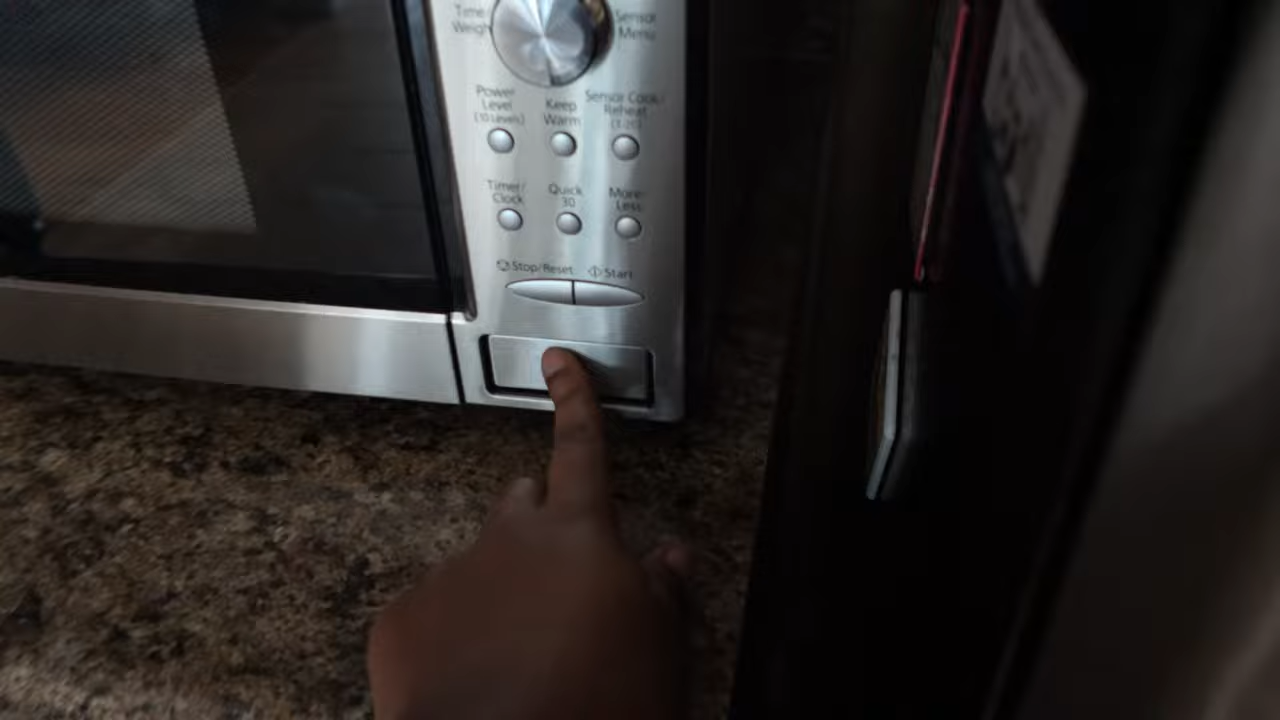 Time
Weigh
Sensor
Menu
Power
Level
(10 Levels)
Keep
Warm
Sensor Cook/
Reheat
Timer/
Clock
Quick
30
More
Less
Stop/Reset
Start